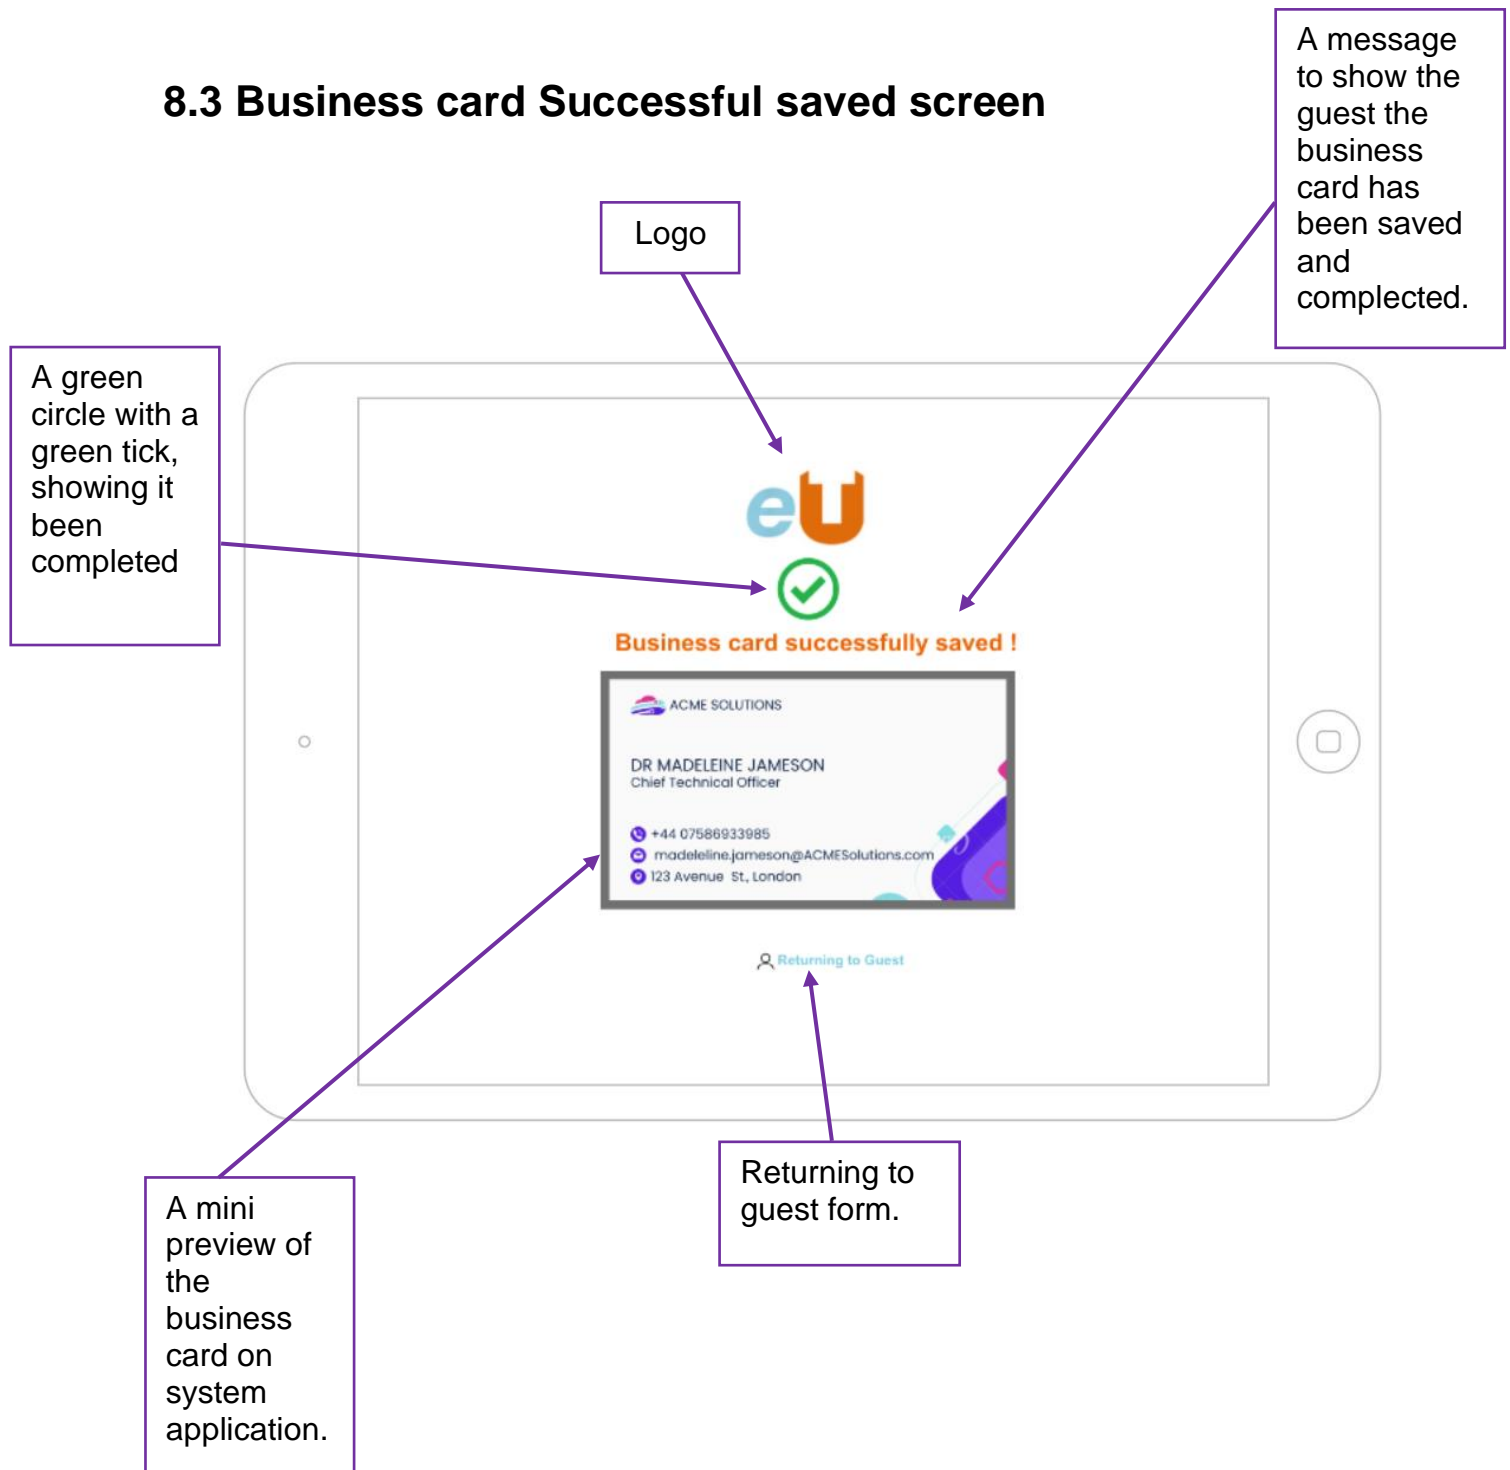 8.3 Business card Successful saved screen
A message
to show the
guest the
business
card has
been saved
and
complected.
Logo
A green
circle with a
green tick,
showing it
been
completed
eU
Business card successfully saved !
ACME SOLUTIONS
DR MADELEINE JAMESON
Chief Technical Officer
+44 07586933985
madeleline.jameson@ACMESolutions.com
123 Avenue St., London
Returning to Guest
Returning to
guest form.
A mini
preview of
the
business
card on
system
application.